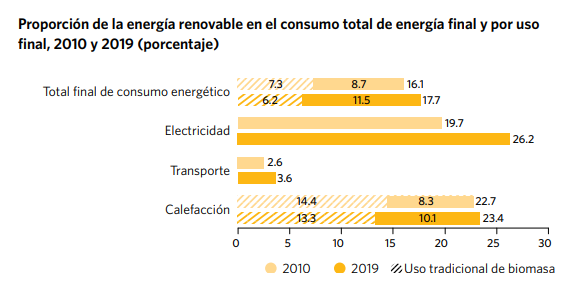 Proporción de la energía renovable en el consumo total de energía final y por uso
final, 2010 y 2019 (porcentaje)
Total final de consumo energético
7.3 8.7 16.1
6.2 11.5 17.7
Electricidad
19.7
26.2
Transporte
2.6
3.6
Calefacción
14.4 8.3 22.7
13.3 10.1 23.4
0 5 10 15 20 25 30
2010 2019 Uso tradicional de biomasa